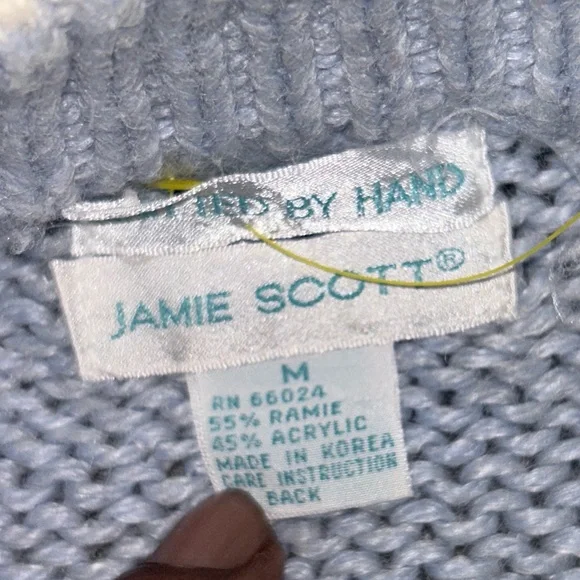 BY HAND
JAMIE SCOTT®
M
RN 66024
55% RAMIE
45% ACRYLIC
MADE IN KOREA
CARE INSTRUCTION
BACK